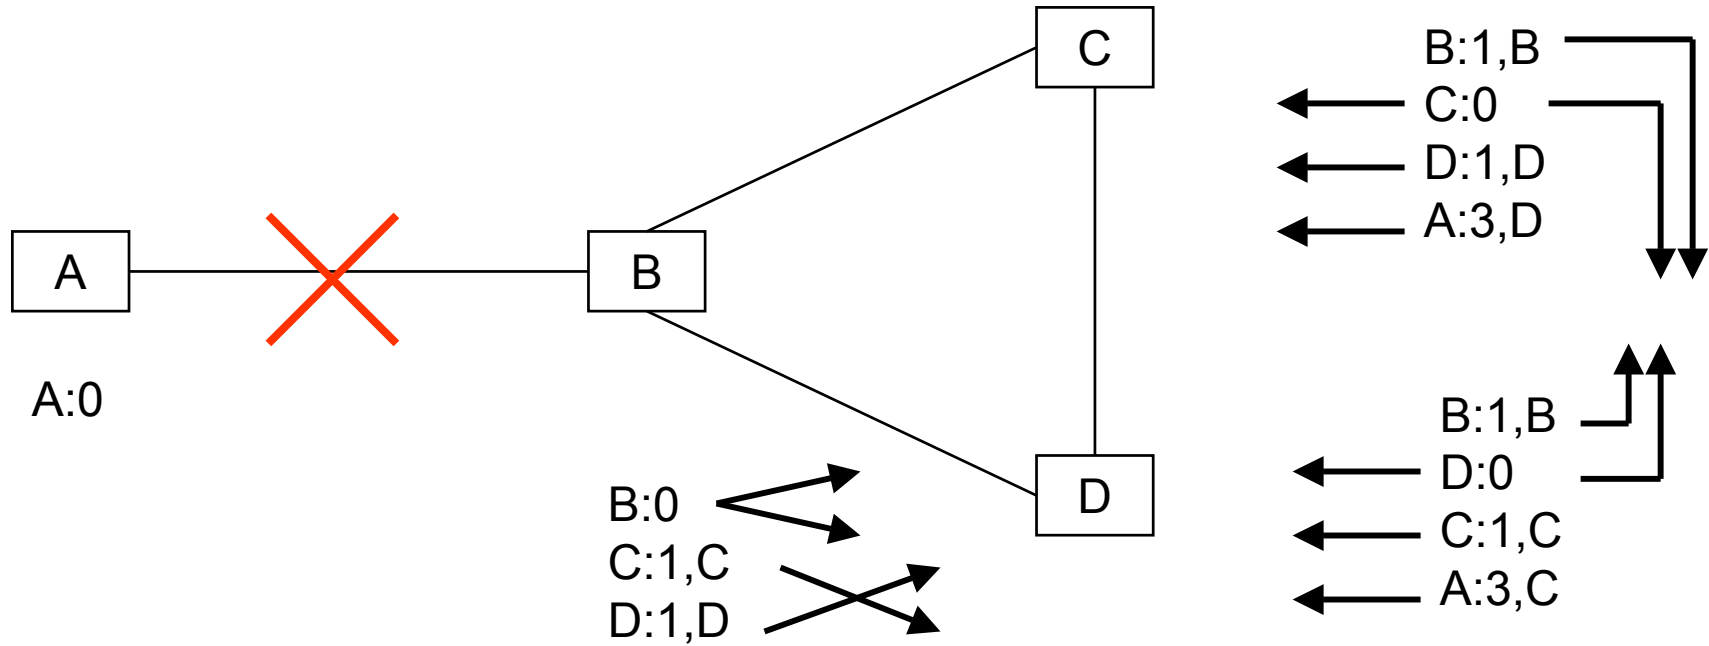 C
B:1,B
C:0
D:1,D
A:3,D
A
B
A:0
B:1,B
D:0
C:1,C
A:3,C
D
B:0
C:1,C
D:1,D